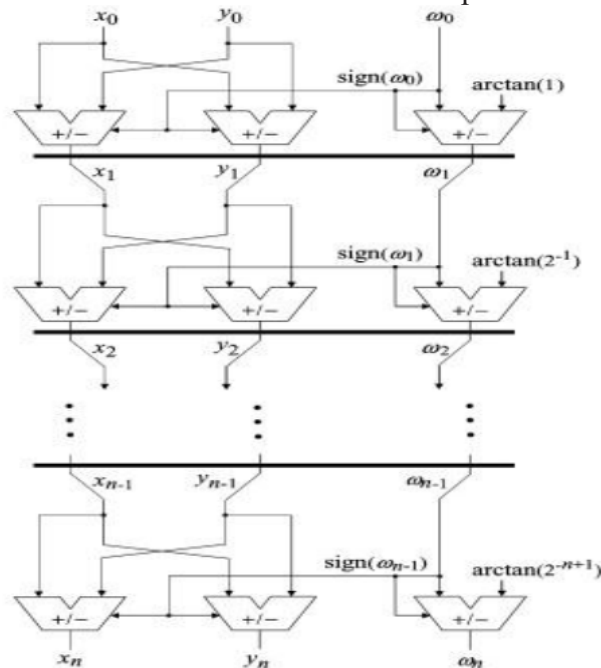 x₀ y₀ ω₀
sign(ω₀) arctan(1)
+/− +/− +/−
x₁ y₁ ω₁
sign(ω₁) arctan(2⁻¹)
+/− +/− +/−
x₂ y₂ ω₂
xₙ₋₁ yₙ₋₁ ωₙ₋₁
sign(ωₙ₋₁) arctan(2⁻ⁿ⁺¹)
+/− +/− +/−
xₙ yₙ ωₙ